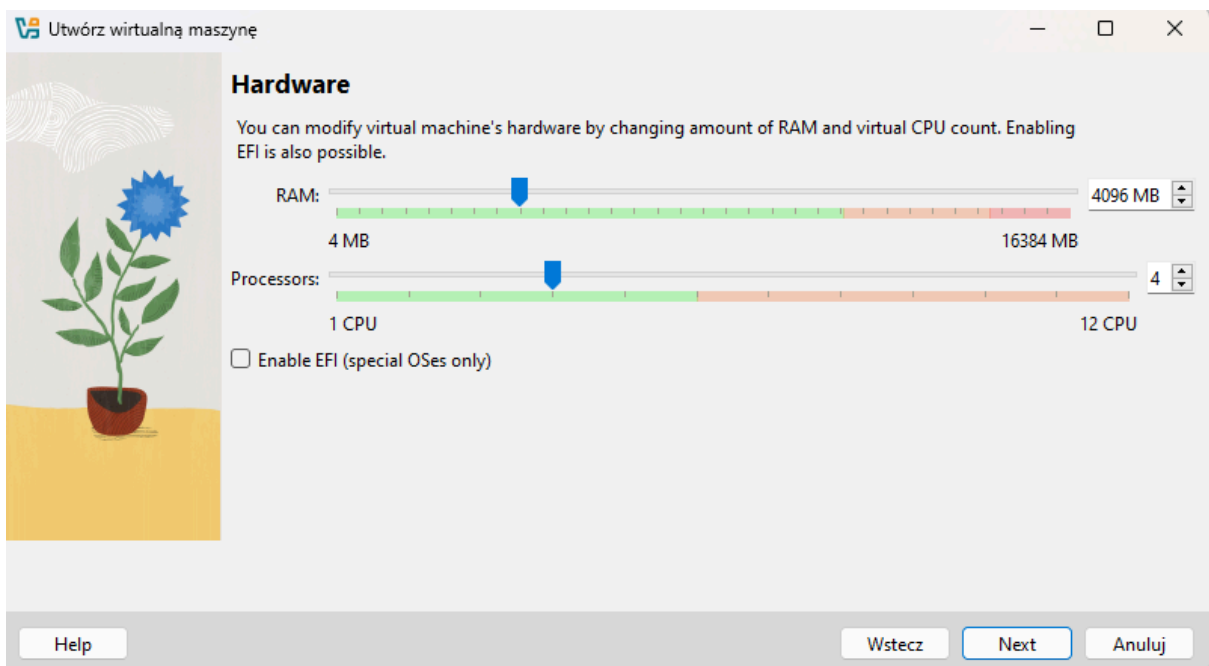 Utwórz wirtualną maszynę
Hardware
You can modify virtual machine's hardware by changing amount of RAM and virtual CPU count. Enabling
EFI is also possible.
RAM: 4096 MB
4 MB 16384 MB
Processors: 4
1 CPU 12 CPU
Enable EFI (special OSes only)
Help Wstecz Next Anuluj